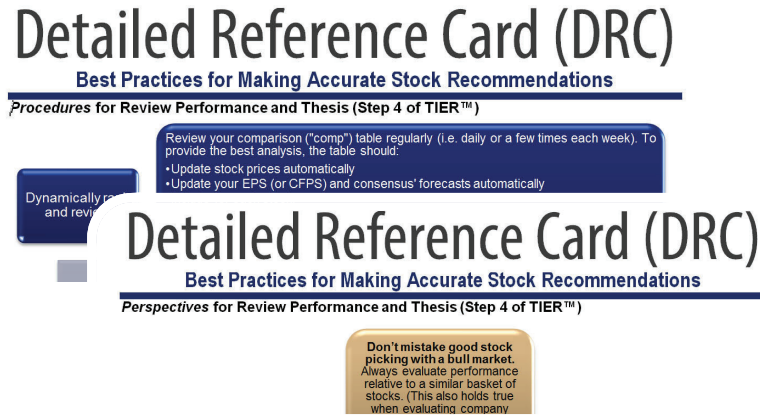 Detailed Reference Card (DRC)
Best Practices for Making Accurate Stock Recommendations
Procedures for Review Performance and Thesis (Step 4 of TIER™)
Review your comparison ("comp") table regularly (i.e. daily or a few times each week). To
provide the best analysis, the table should:
•Update stock prices automatically
•Update your EPS (or CFPS) and consensus' forecasts automatically
Dynamically
and
Detailed Reference Card (DRC)
Best Practices for Making Accurate Stock Recommendations
Perspectives for Review Performance and Thesis (Step 4 of TIER™)
Don't mistake good stock
picking with a bull market.
Always evaluate performance
relative to a similar basket of
stocks. (This also holds true
when evaluating company